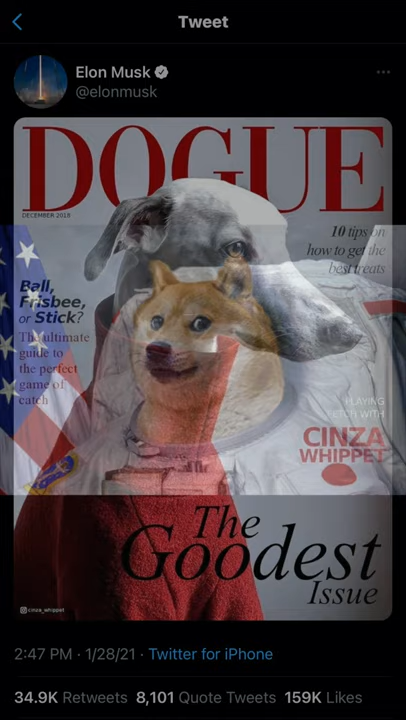 Tweet
Elon Musk
@elonmusk
DOGUE
DECEMBER 2018
10 tips on
how to get the
best treats
Ball,
Frisbee,
or Stick?
The ultimate
guide to
the perfect
game of
catch
PLAYING
FETCH WITH
CINZA
WHIPPET
The
Goodest
Issue
cinza_whippet
2:47 PM · 1/28/21 · Twitter for iPhone
34.9K Retweets 8,101 Quote Tweets 159K Likes